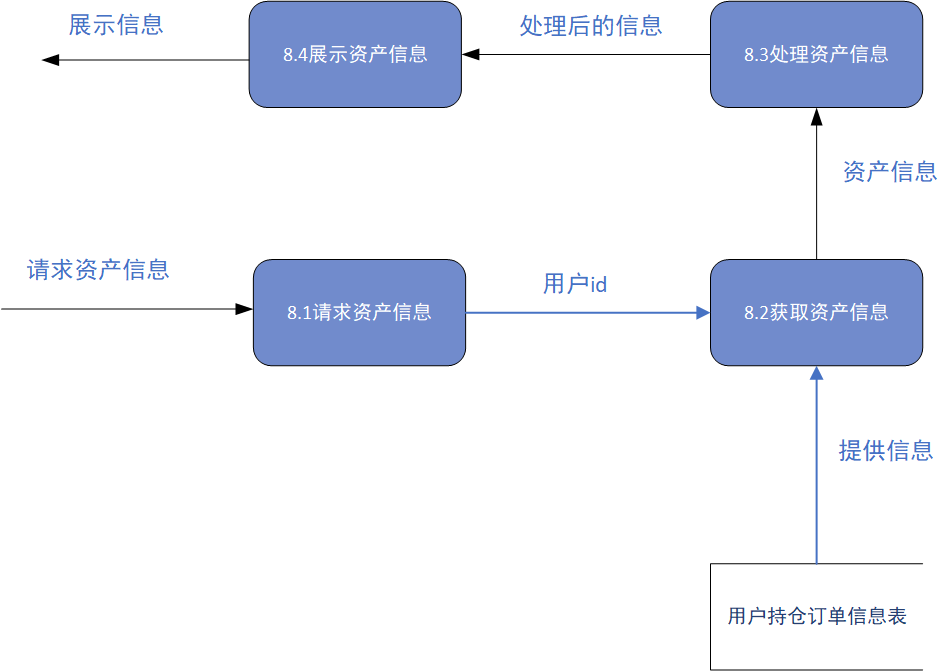 展示信息
8.4展示资产信息
处理后的信息
8.3处理资产信息
资产信息
请求资产信息
8.1请求资产信息
用户id
8.2获取资产信息
提供信息
用户持仓订单信息表